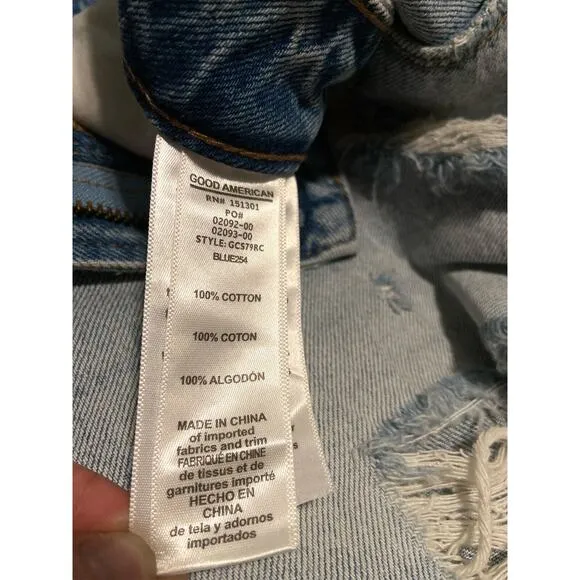 GOOD AMERICAN
RN# 151301
PO#
02092-00
02093-00
STYLE: GCS79RC
BLUE254
100% COTTON
100% COTON
100% ALGODÓN
MADE IN CHINA
of imported
fabrics and trim
FABRIQUÉ EN CHINE
de tissus et de
garnitures importé
HECHO EN
CHINA
de tela y adornos
importados